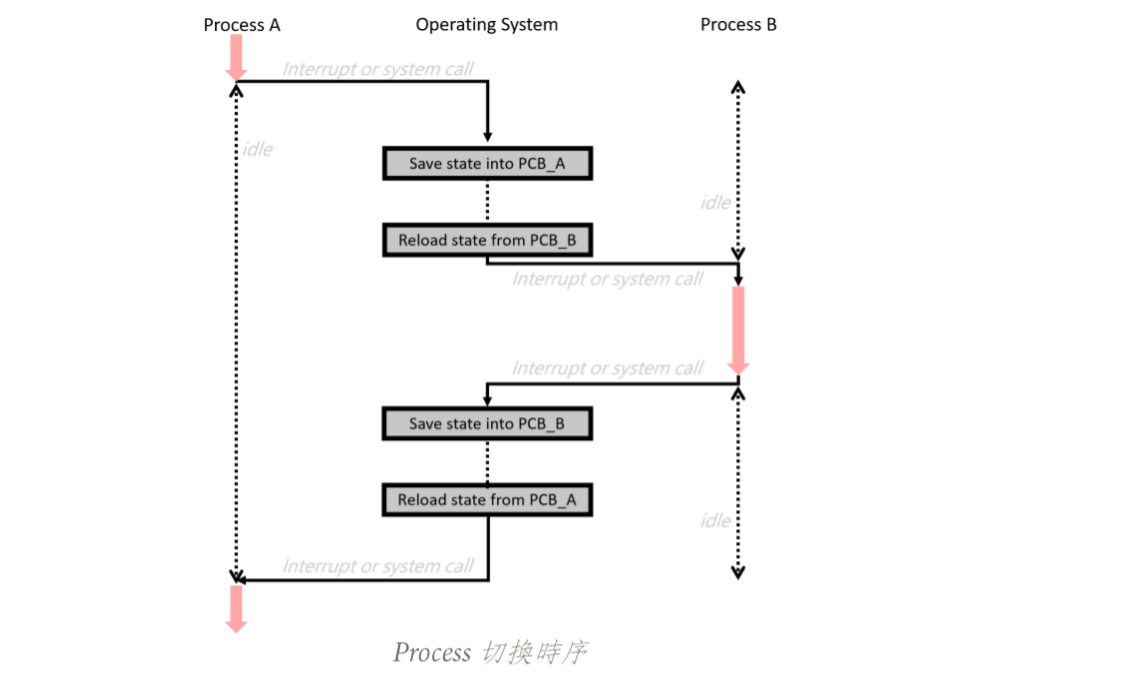 Process A Operating System Process B
Interrupt or system call
idle
Save state into PCB_A
idle
Reload state from PCB_B
Interrupt or system call
Interrupt or system call
Save state into PCB_B
Reload state from PCB_A
idle
Interrupt or system call
Process 切換時序